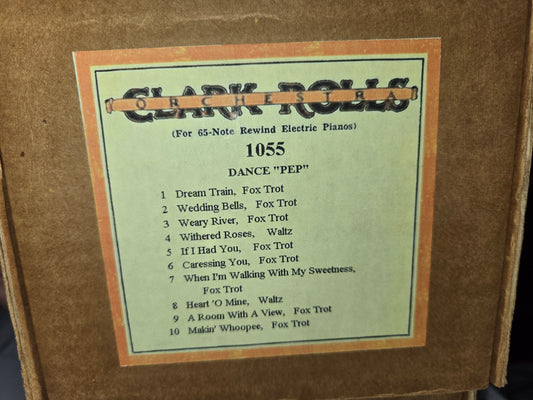 CLARK ROLLS
ORCHESTRA
(For 65-Note Rewind Electric Pianos)
1055
DANCE "PEP"
1 Dream Train, Fox Trot
2 Wedding Bells, Fox Trot
3 Weary River, Fox Trot
4 Withered Roses, Waltz
5 If I Had You, Fox Trot
6 Caressing You, Fox Trot
7 When I'm Walking With My Sweetness,
Fox Trot
8 Heart 'O Mine, Waltz
9 A Room With A View, Fox Trot
10 Makin' Whoopee, Fox Trot